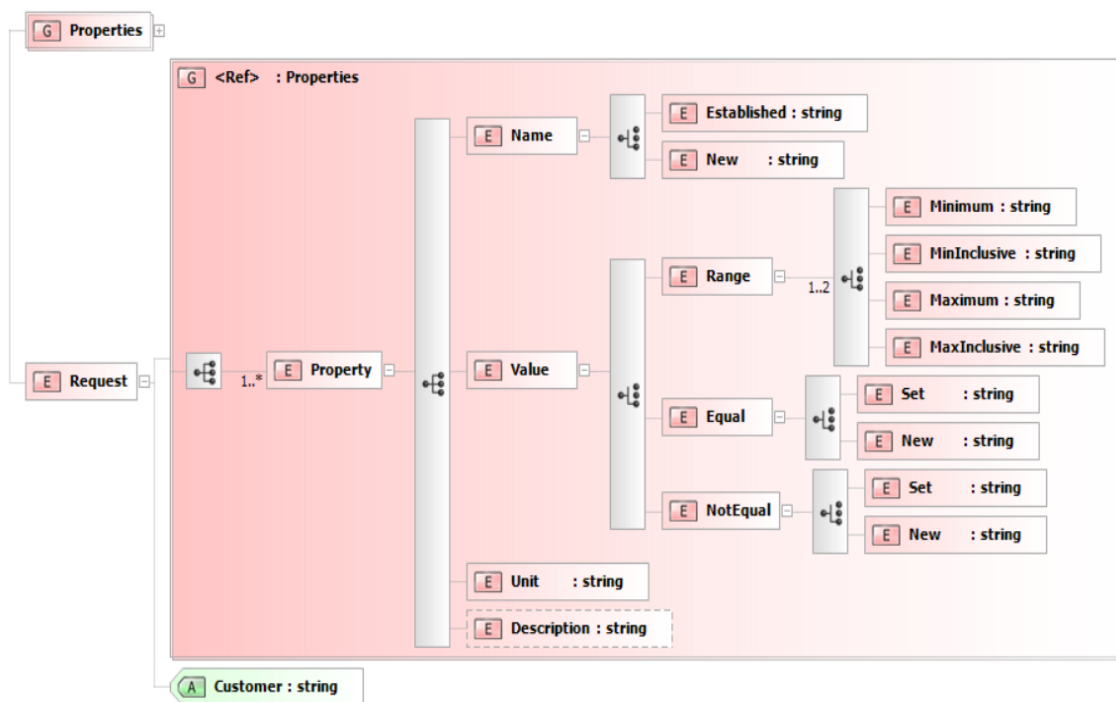 G Properties
G <Ref> : Properties
E Name
E Established : string
E New : string
E Minimum : string
E MinInclusive : string
E Range
1..2
E Maximum : string
E MaxInclusive : string
E Request
1..*
E Property
E Value
E Equal
E Set : string
E New : string
E NotEqual
E Set : string
E New : string
E Unit : string
E Description : string
A Customer : string